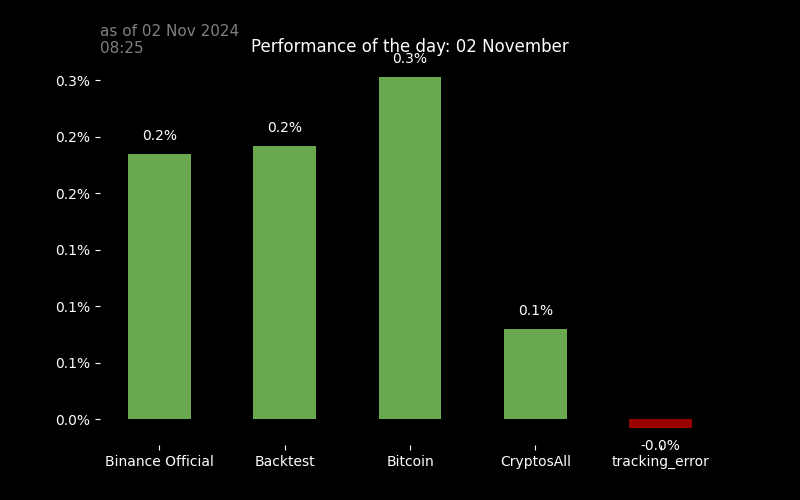 as of 02 Nov 2024
08:25
Performance of the day: 02 November
0.3%
0.3%
0.2%
0.2%
0.2%
0.2%
0.1%
0.1%
0.1%
0.1%
0.0%
-0.0%
Binance Official
Backtest
Bitcoin
CryptosAll
tracking_error